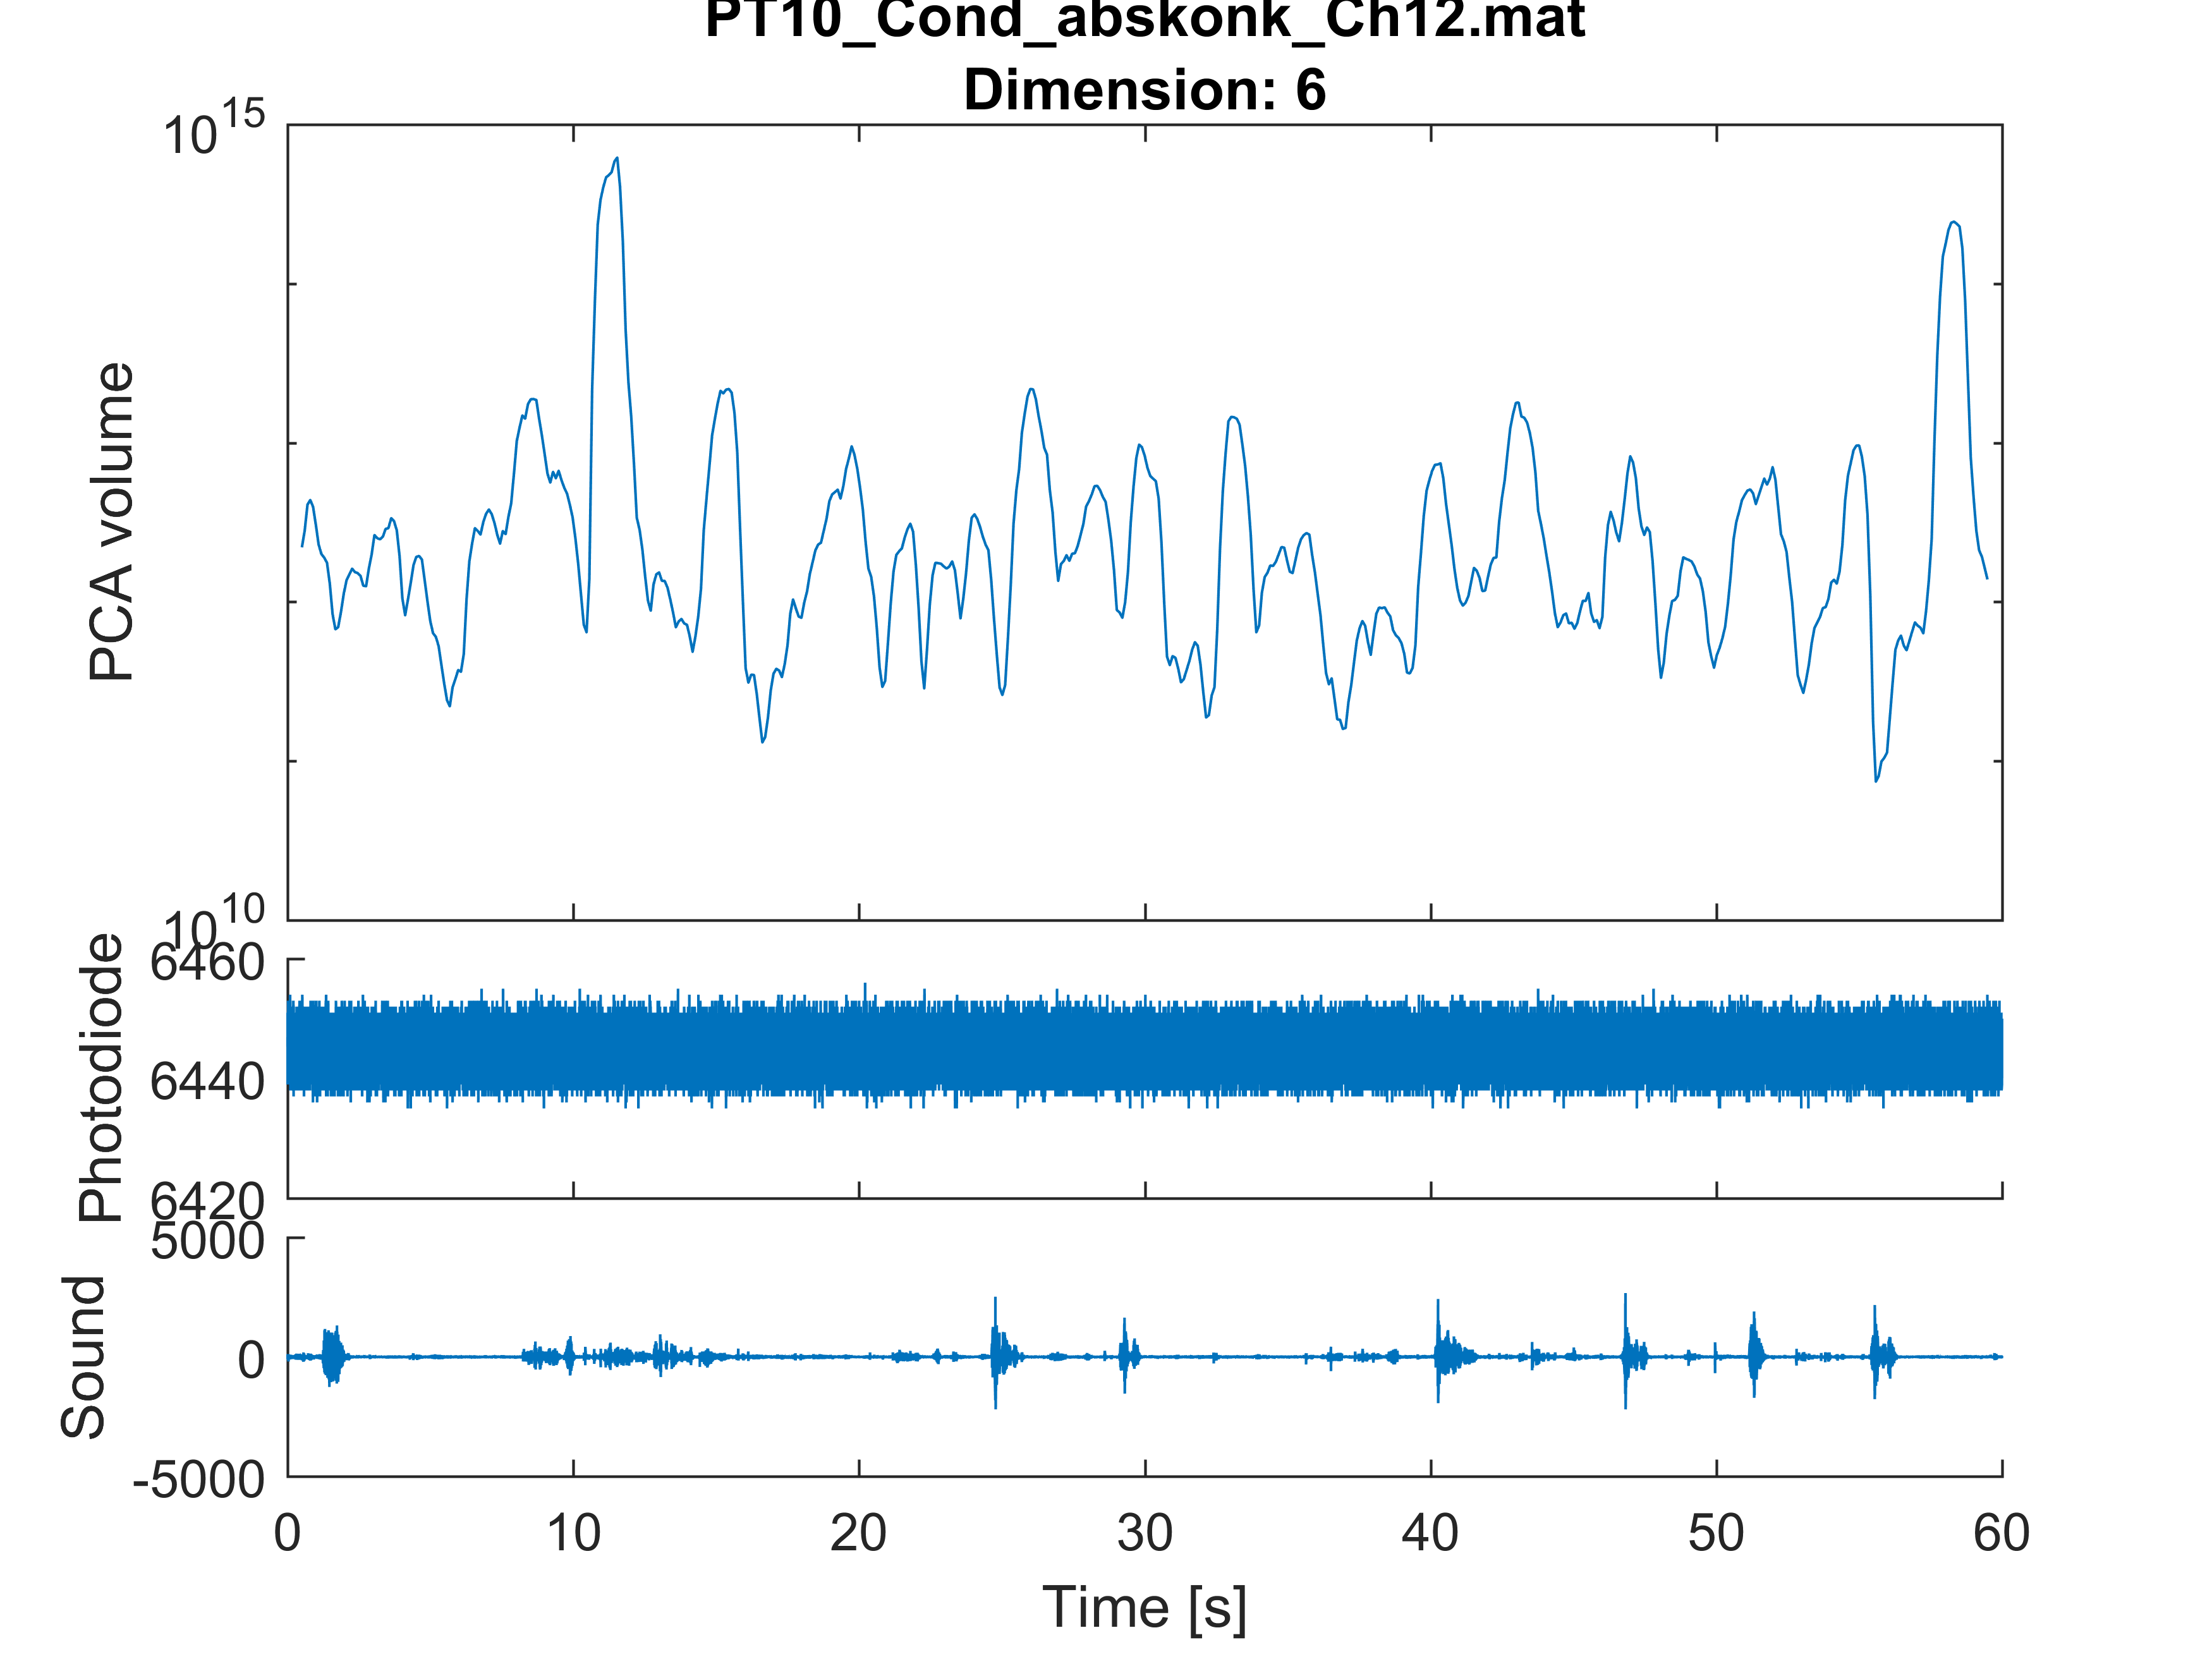 PT10_Cond_abskonk_Ch12.mat
Dimension: 6
10^15
PCA volume
10^10
6460
Photodiode
6440
6420
5000
Sound
0
-5000
0 10 20 30 40 50 60
Time [s]